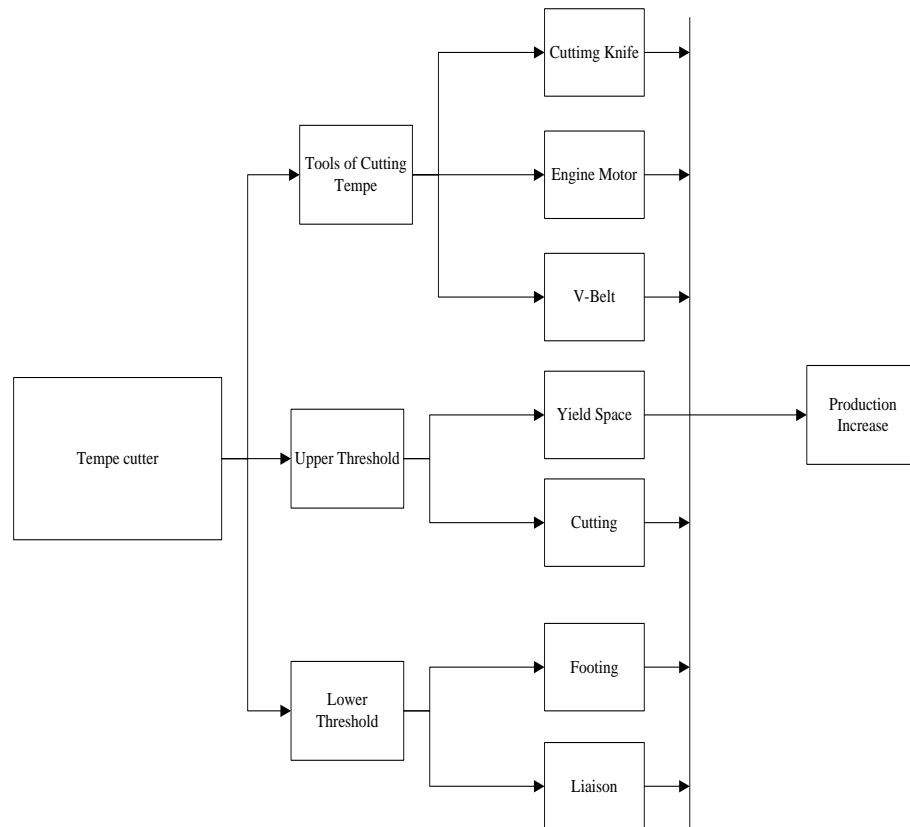 Cuttimg Knife
Tools of Cutting
Tempe
Engine Motor
V-Belt
Tempe cutter
Upper Threshold
Yield Space
Production
Increase
Cutting
Lower
Threshold
Footing
Liaison